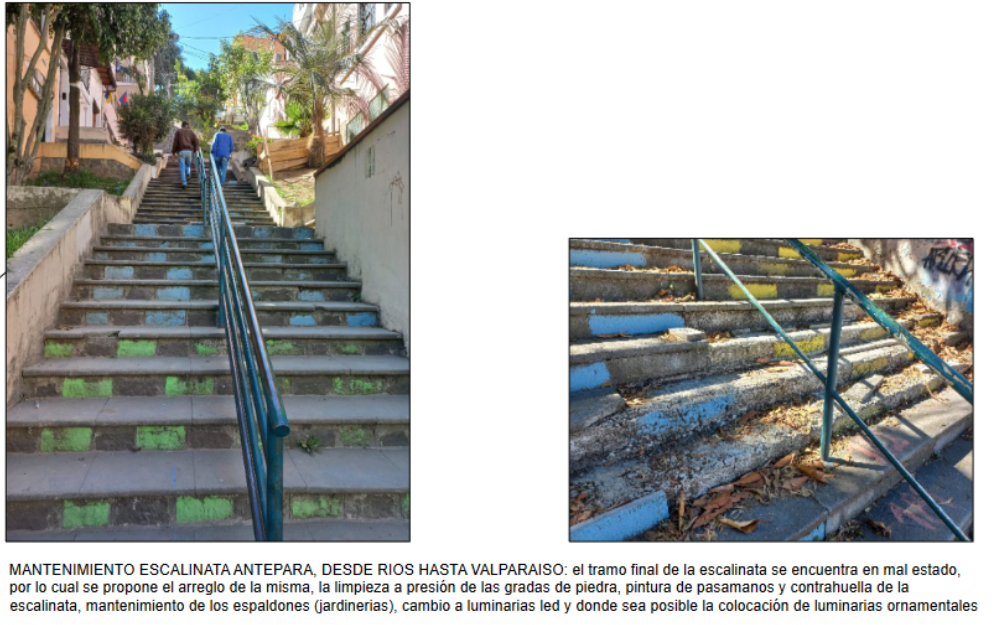 MANTENIMIENTO ESCALINATA ANTEPARA, DESDE RIOS HASTA VALPARAISO: el tramo final de la escalinata se encuentra en mal estado,
por lo cual se propone el arreglo de la misma, la limpieza a presión de las gradas de piedra, pintura de pasamanos y contrahuella de la
escalinata, mantenimiento de los espaldones (jardinerias), cambio a luminarias led y donde sea posible la colocación de luminarias ornamentales